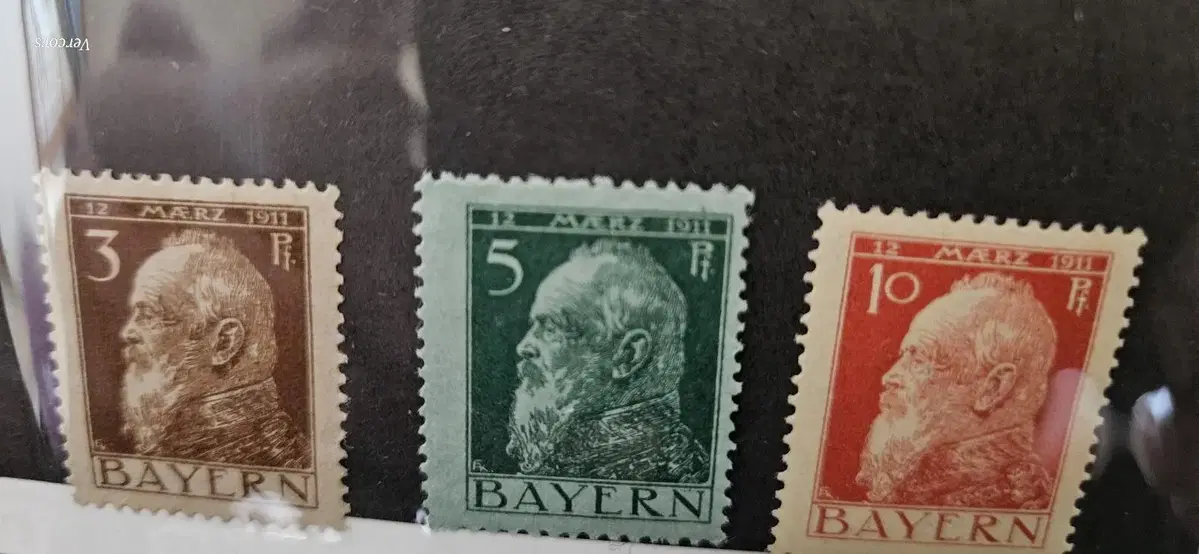 Vercors
12 MÆRZ 1911
3 Pf.
BAYERN
12 MÆRZ 1911
5 Pf.
BAYERN
12 MÆRZ 1911
10 Pf.
BAYERN